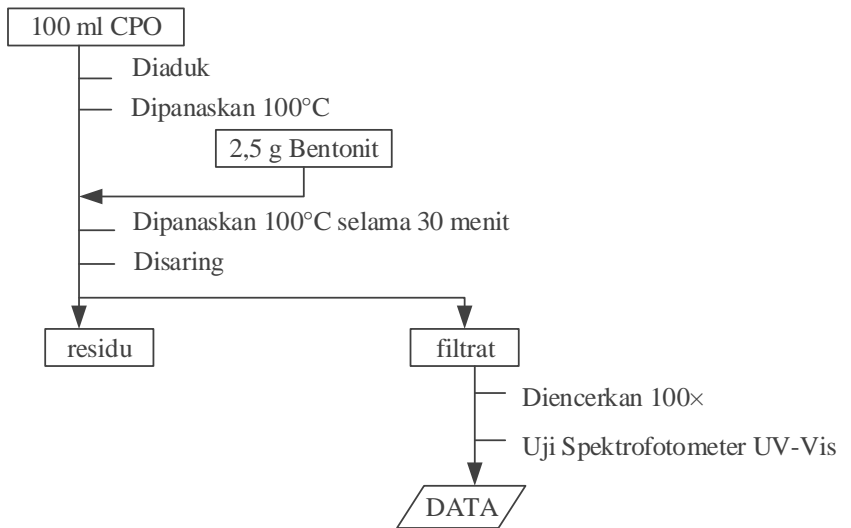 100 ml CPO
Diaduk
Dipanaskan 100°C
2,5 g Bentonit
Dipanaskan 100°C selama 30 menit
Disaring
residu
filtrat
Diencerkan 100×
Uji Spektrofotometer UV-Vis
DATA